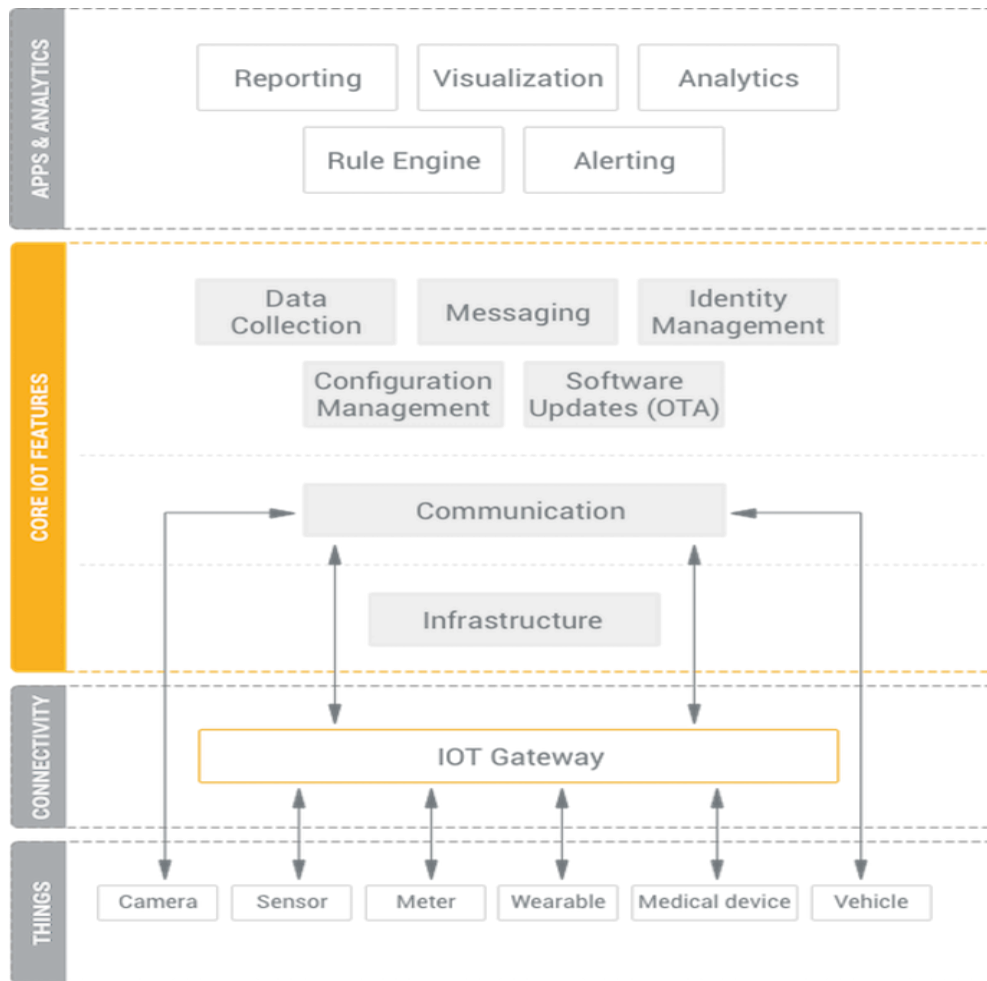 APPS & ANALYTICS
Reporting
Visualization
Analytics
Rule Engine
Alerting
CORE IOT FEATURES
Data
Collection
Messaging
Identity
Management
Configuration
Management
Software
Updates (OTA)
Communication
Infrastructure
CONNECTIVITY
IOT Gateway
THINGS
Camera
Sensor
Meter
Wearable
Medical device
Vehicle